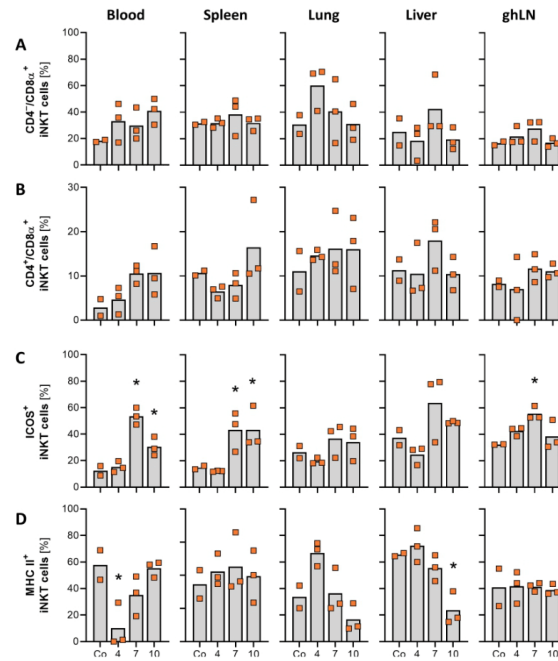 Blood Spleen Lung Liver ghLN
A
CD4⁻/CD8α⁺
iNKT cells [%]
100
80
60
40
20
0
B
CD4⁺/CD8α⁺
iNKT cells [%]
30
20
10
0
C
ICOS⁺
iNKT cells [%]
100
80
60
40
20
0
* * * * *
D
MHC II⁺
iNKT cells [%]
100
80
60
40
20
0
* *
Co 4 7 10 Co 4 7 10 Co 4 7 10 Co 4 7 10 Co 4 7 10